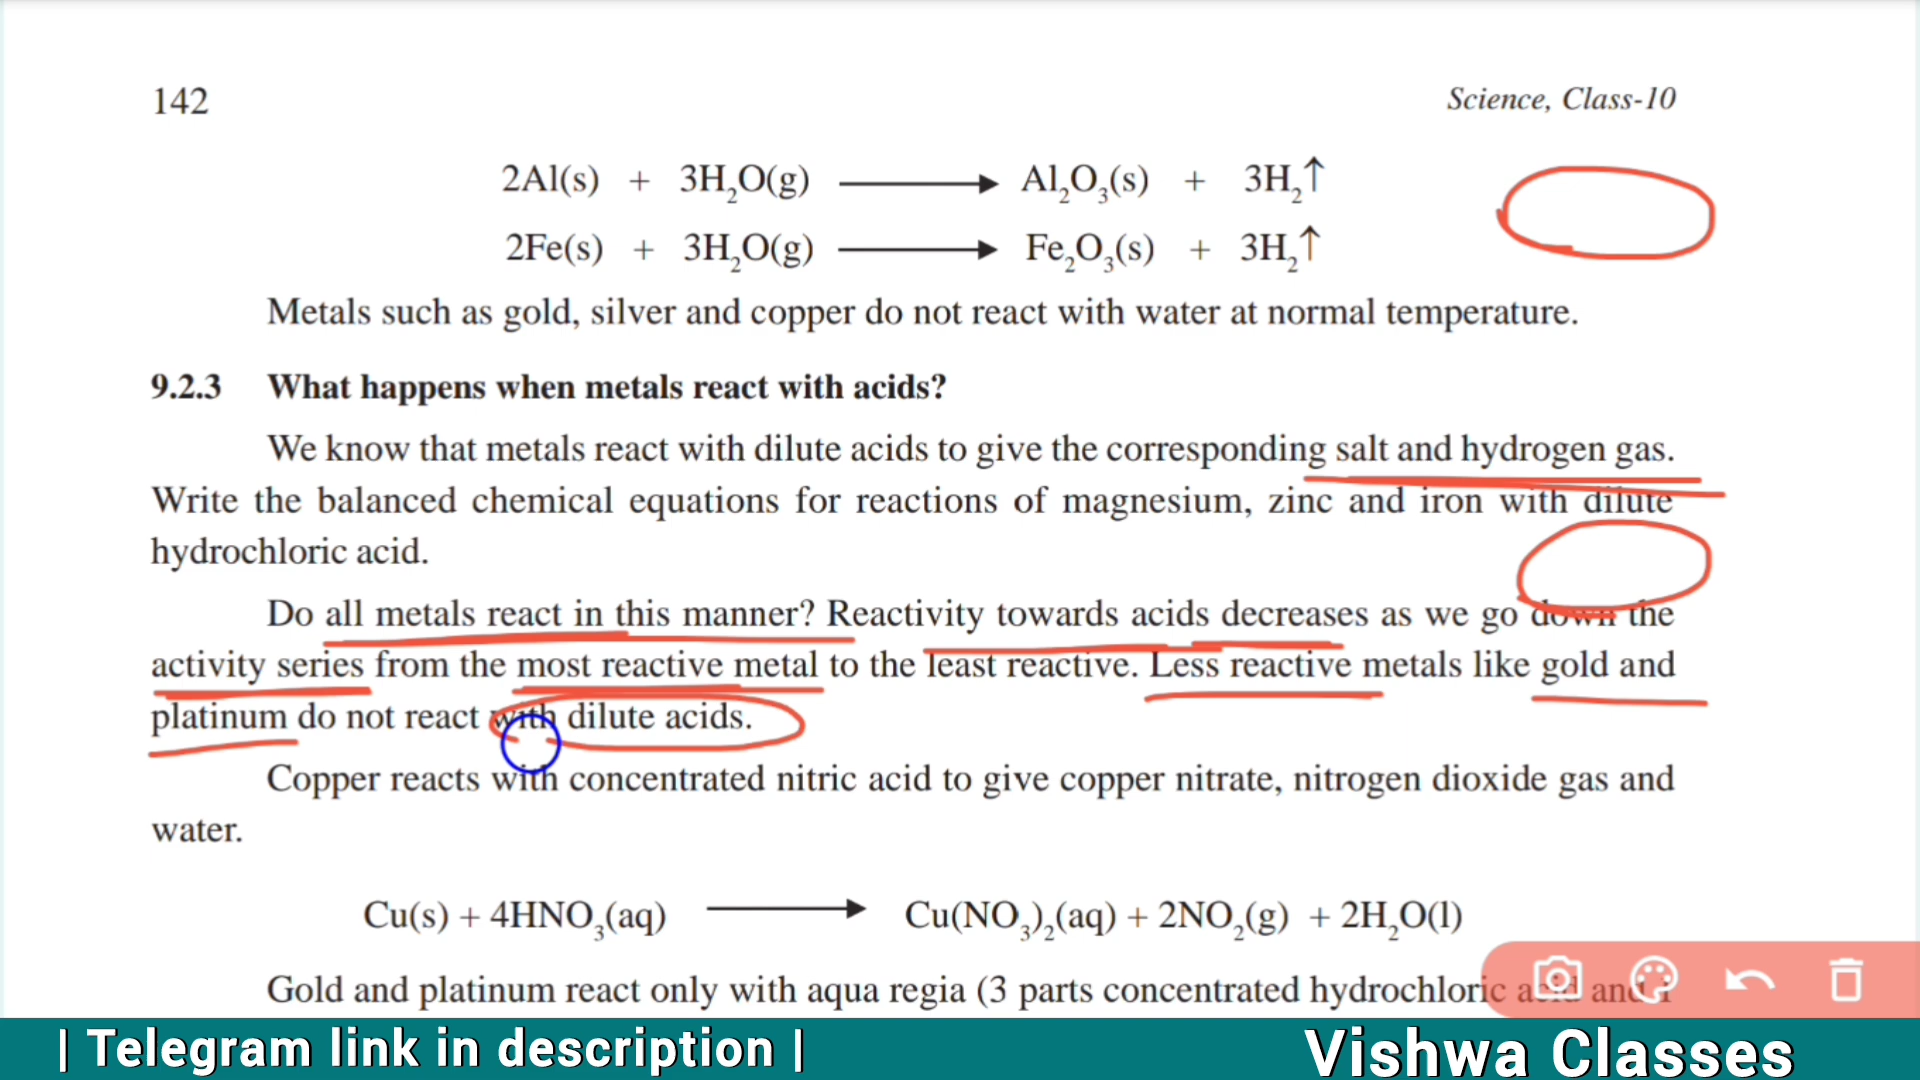 142
Science, Class-10
2Al(s) + 3H₂O(g) ⟶ Al₂O₃(s) + 3H₂↑
2Fe(s) + 3H₂O(g) ⟶ Fe₂O₃(s) + 3H₂↑
Metals such as gold, silver and copper do not react with water at normal temperature.
9.2.3 What happens when metals react with acids?
We know that metals react with dilute acids to give the corresponding salt and hydrogen gas.
Write the balanced chemical equations for reactions of magnesium, zinc and iron with dilute
hydrochloric acid.
Do all metals react in this manner? Reactivity towards acids decreases as we go down the
activity series from the most reactive metal to the least reactive. Less reactive metals like gold and
platinum do not react with dilute acids.
Copper reacts with concentrated nitric acid to give copper nitrate, nitrogen dioxide gas and
water.
Cu(s) + 4HNO₃(aq) ⟶ Cu(NO₃)₂(aq) + 2NO₂(g) + 2H₂O(l)
Gold and platinum react only with aqua regia (3 parts concentrated hydrochloric acid and 1
| Telegram link in description |
Vishwa Classes